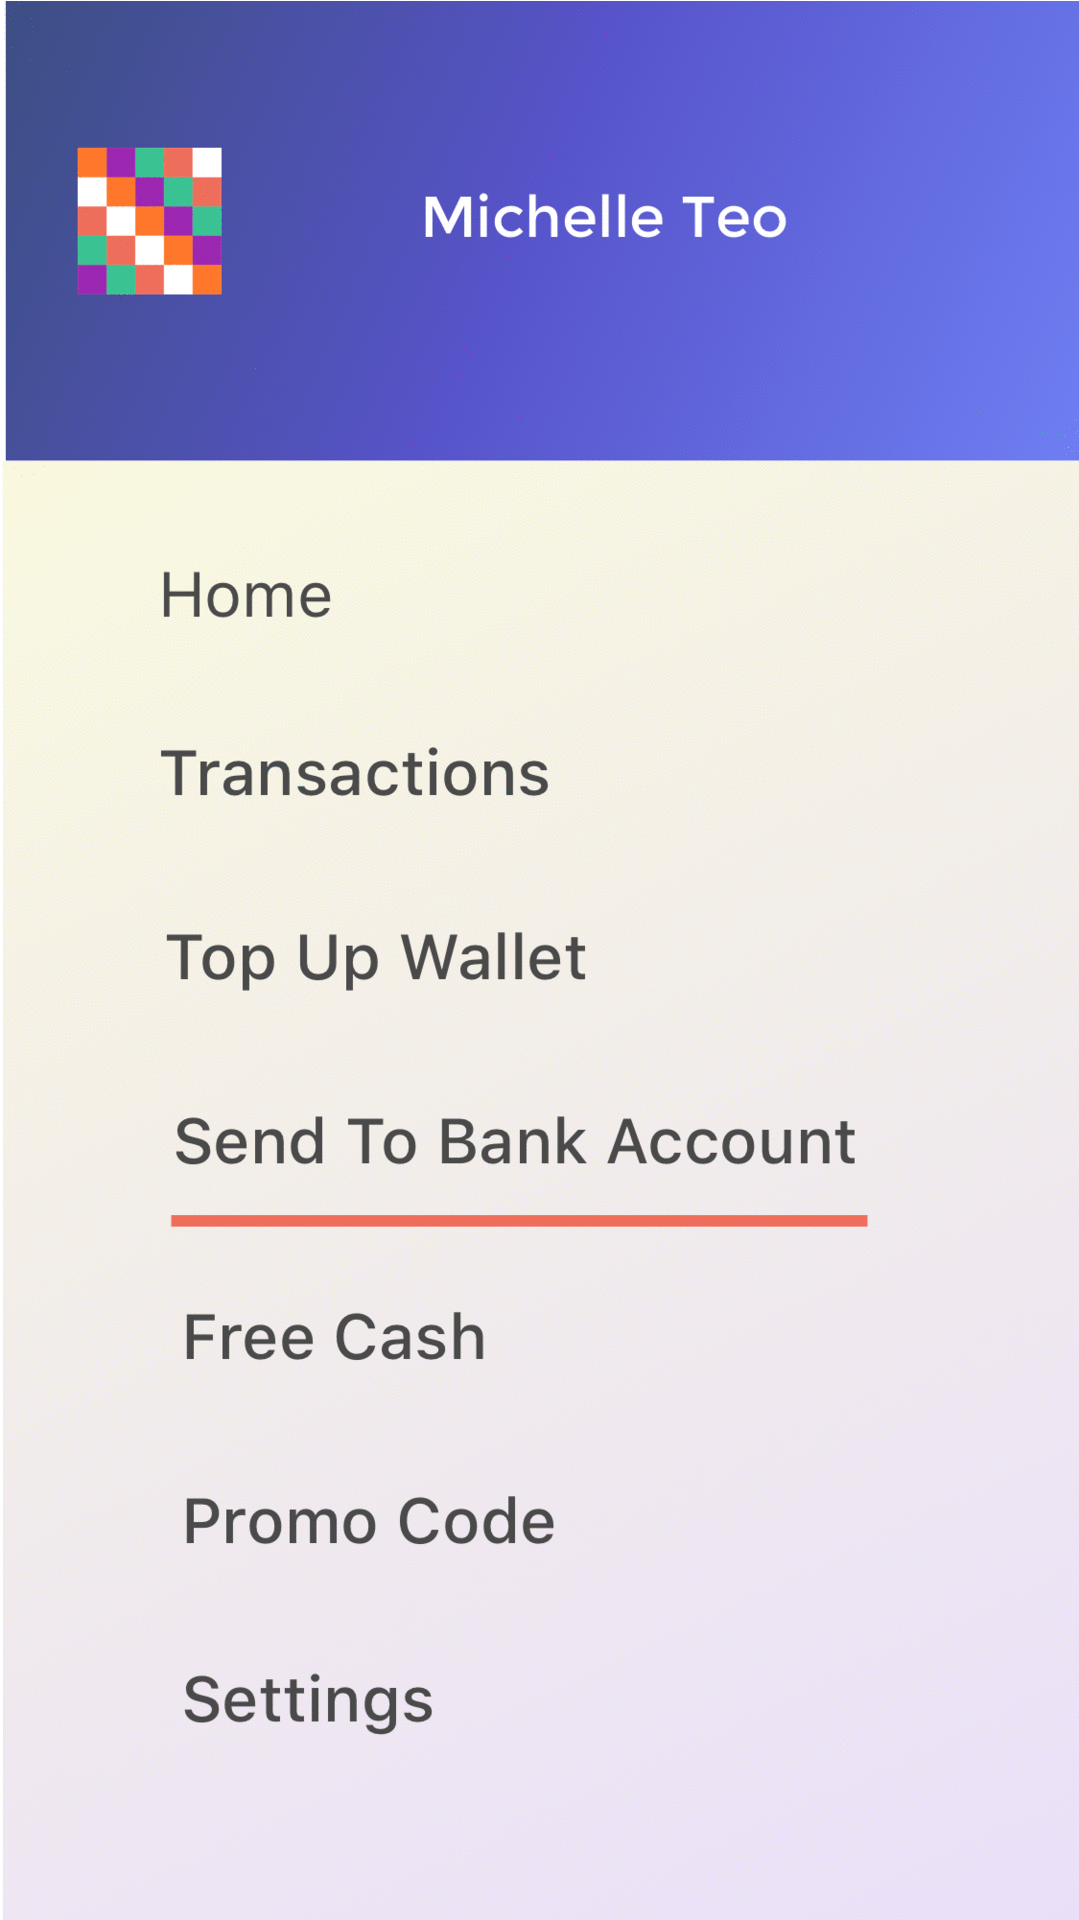 Michelle Teo
Home
Transactions
Top Up Wallet
Send To Bank Account
Free Cash
Promo Code
Settings